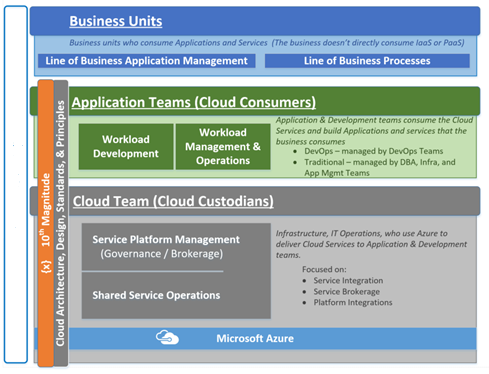 Business Units
Business units who consume Applications and Services (The business doesn't directly consume IaaS or PaaS)
Line of Business Application Management
Line of Business Processes
Application Teams (Cloud Consumers)
Workload
Development
Workload
Management &
Operations
Application & Development teams consume the Cloud
Services and build Applications and services that the
business consumes
• DevOps – managed by DevOps Teams
• Traditional – managed by DBA, Infra, and
App Mgmt Teams
{x} 10th Magnitude
Cloud Architecture, Design, Standards, & Principles
Cloud Team (Cloud Custodians)
Service Platform Management
(Governance / Brokerage)
Shared Service Operations
Infrastructure, IT Operations, who use Azure to
deliver Cloud Services to Application & Development
teams.
Focused on:
• Service Integration
• Service Brokerage
• Platform Integrations
Microsoft Azure